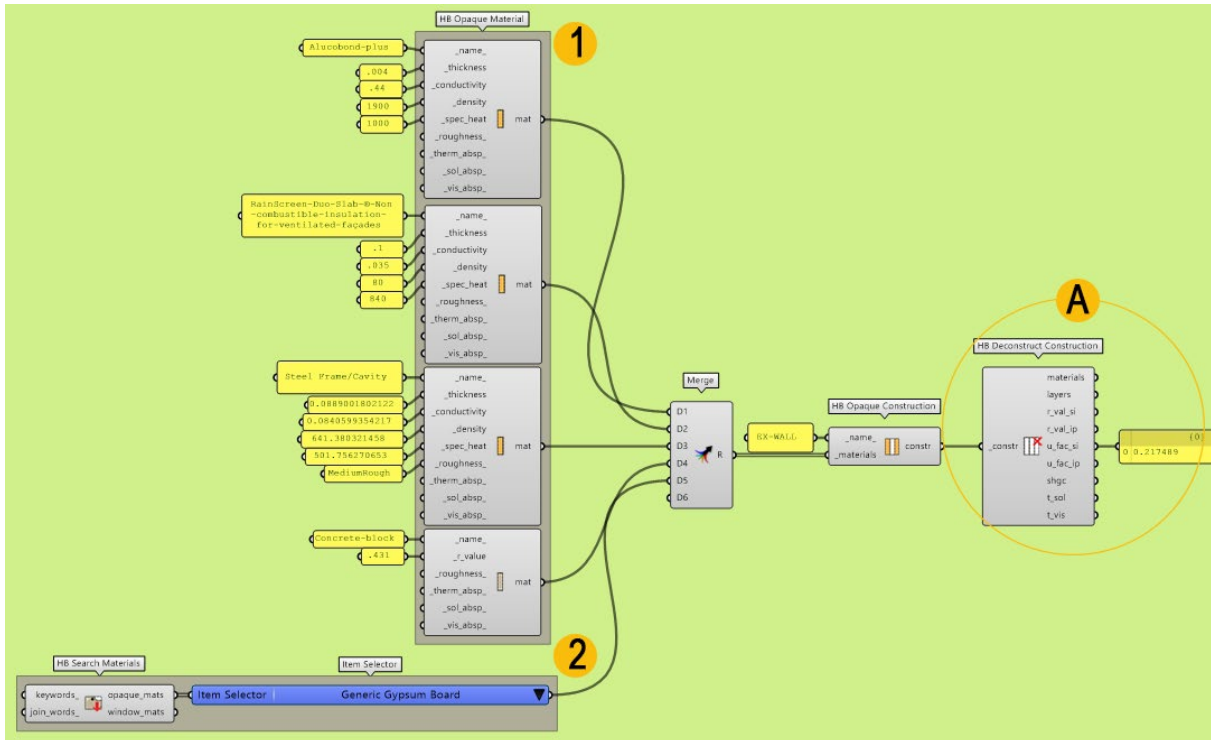 HB Opaque Material
1
Alucobond-plus
.004
.44
1900
1000
_name_
_thickness
_conductivity
_density
_spec_heat
_roughness_
_therm_absp_
_sol_absp_
_vis_absp_
mat
RainScreen-Duo-Slab-®-Non
-combustible-insulation-
for-ventilated-façades
.1
.035
80
840
_name_
_thickness
_conductivity
_density
_spec_heat
_roughness_
_therm_absp_
_sol_absp_
_vis_absp_
mat
Steel Frame/Cavity
0.0889001802122
0.0840599354217
641.380321458
501.756270653
MediumRough
_name_
_thickness
_conductivity
_density
_spec_heat
_roughness_
_therm_absp_
_sol_absp_
_vis_absp_
mat
Concrete-block
.431
_name_
_r_value
_roughness_
_therm_absp_
_sol_absp_
_vis_absp_
mat
2
HB Search Materials
keywords_
join_words_
opaque_mats
window_mats
Item Selector
Item Selector
Generic Gypsum Board
Merge
D1
D2
D3
D4
D5
D6
R
EX-WALL
HB Opaque Construction
_name_
_materials
constr
A
HB Deconstruct Construction
_constr
materials
layers
r_val_si
r_val_ip
u_fac_si
u_fac_ip
shgc
t_sol
t_vis
{0}
0 0.217489